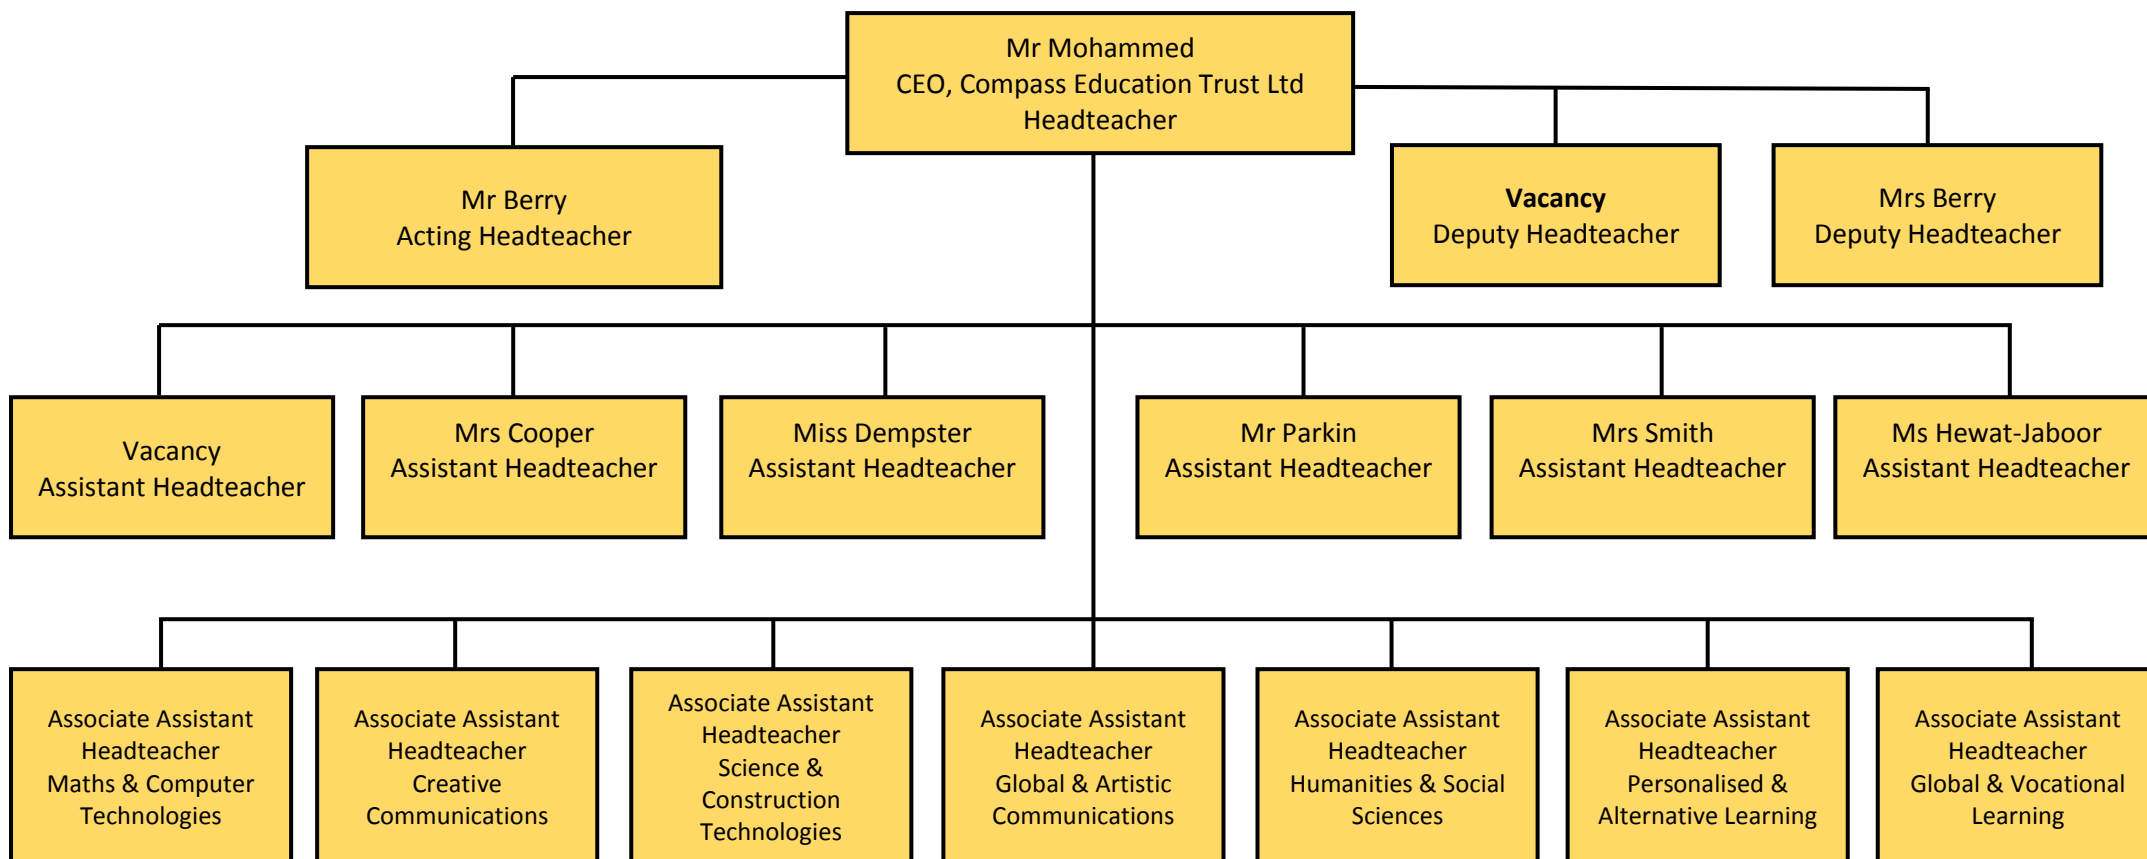 Mr Mohammed
CEO, Compass Education Trust Ltd
Headteacher
Mr Berry
Acting Headteacher
Vacancy
Deputy Headteacher
Mrs Berry
Deputy Headteacher
Vacancy
Assistant Headteacher
Mrs Cooper
Assistant Headteacher
Miss Dempster
Assistant Headteacher
Mr Parkin
Assistant Headteacher
Mrs Smith
Assistant Headteacher
Ms Hewat-Jaboor
Assistant Headteacher
Associate Assistant
Headteacher
Maths & Computer
Technologies
Associate Assistant
Headteacher
Creative
Communications
Associate Assistant
Headteacher
Science &
Construction
Technologies
Associate Assistant
Headteacher
Global & Artistic
Communications
Associate Assistant
Headteacher
Humanities & Social
Sciences
Associate Assistant
Headteacher
Personalised &
Alternative Learning
Associate Assistant
Headteacher
Global & Vocational
Learning